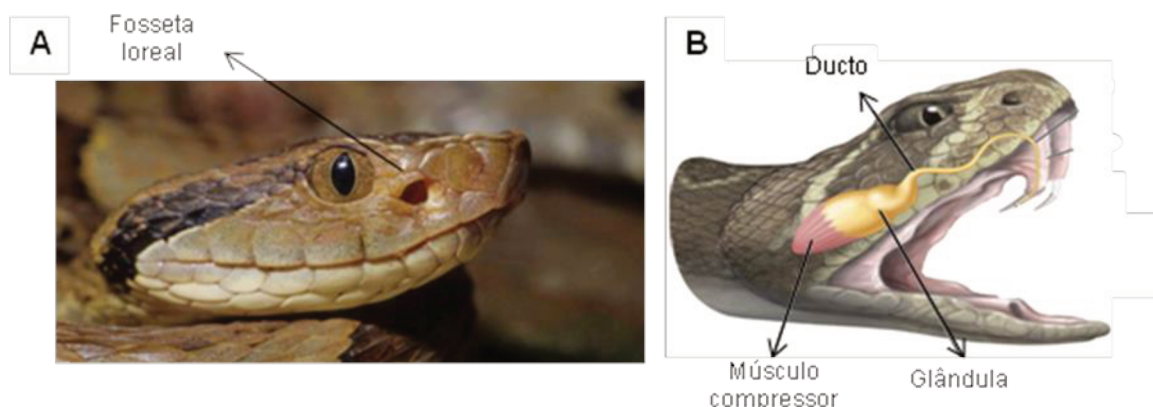 A
Fosseta
loreal
B
Ducto
Músculo
compressor
Glândula